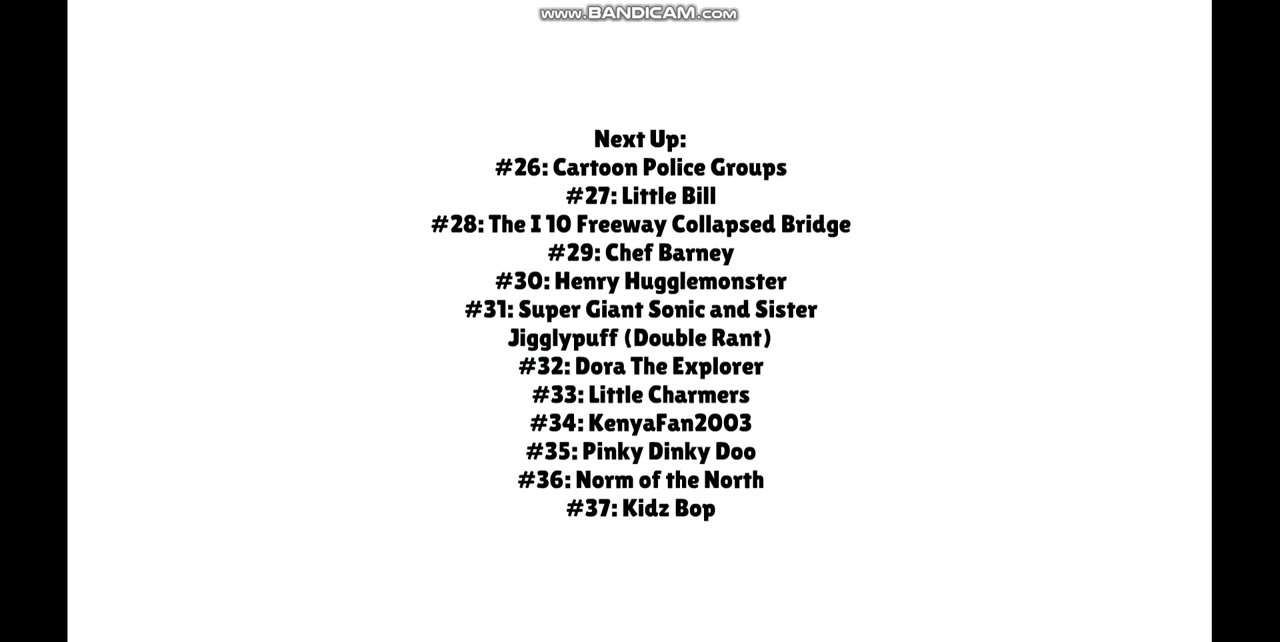 www.BANDICAM.com
Next Up:
#26: Cartoon Police Groups
#27: Little Bill
#28: The I 10 Freeway Collapsed Bridge
#29: Chef Barney
#30: Henry Hugglemonster
#31: Super Giant Sonic and Sister
Jigglypuff (Double Rant)
#32: Dora The Explorer
#33: Little Charmers
#34: KenyaFan2003
#35: Pinky Dinky Doo
#36: Norm of the North
#37: Kidz Bop